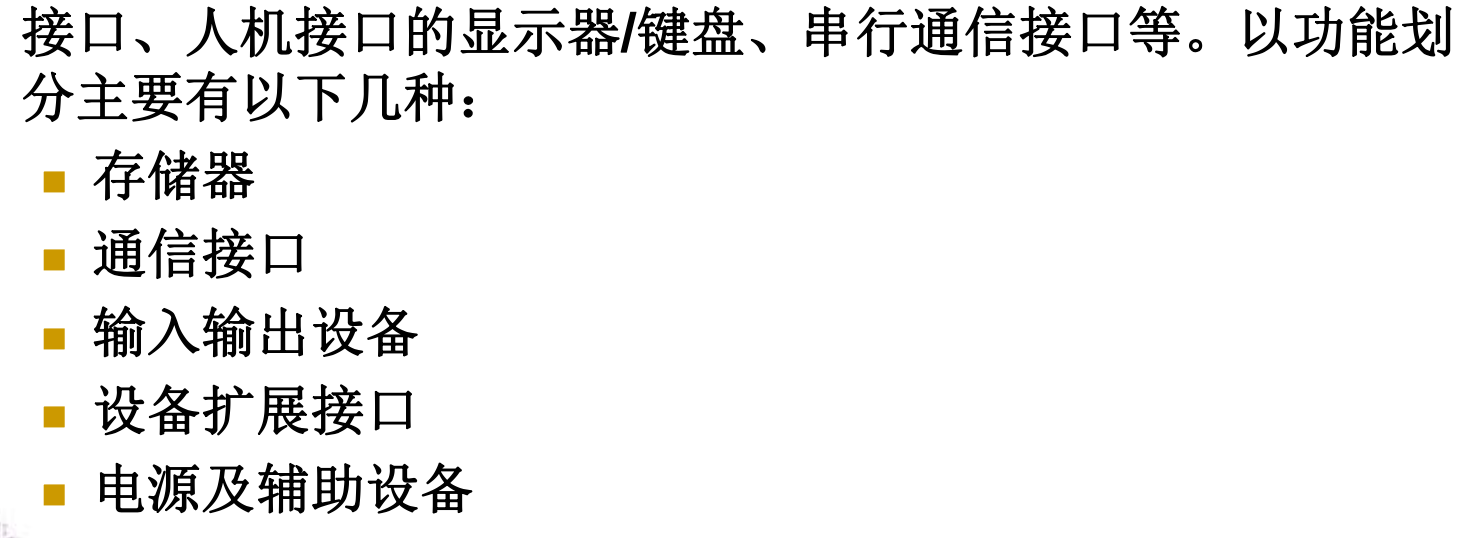 接口、人机接口的显示器/键盘、串行通信接口等。以功能划
分主要有以下几种：
存储器
通信接口
输入输出设备
设备扩展接口
电源及辅助设备